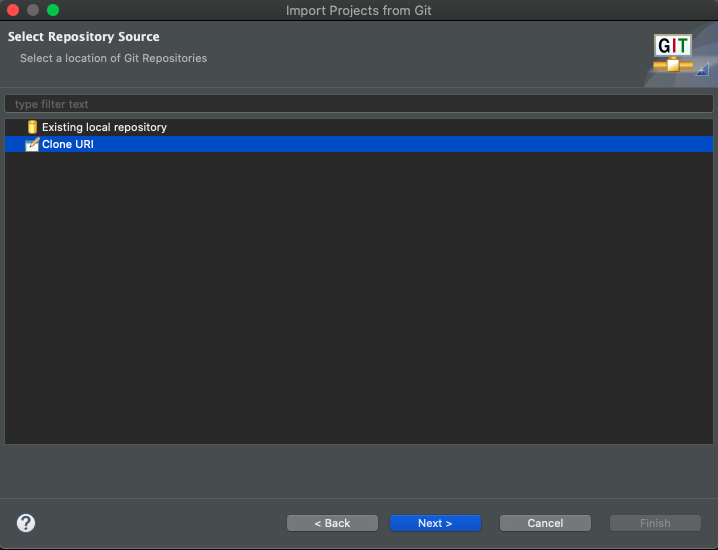 Import Projects from Git
Select Repository Source
Select a location of Git Repositories
GIT
type filter text
Existing local repository
Clone URI
?
< Back
Next >
Cancel
Finish